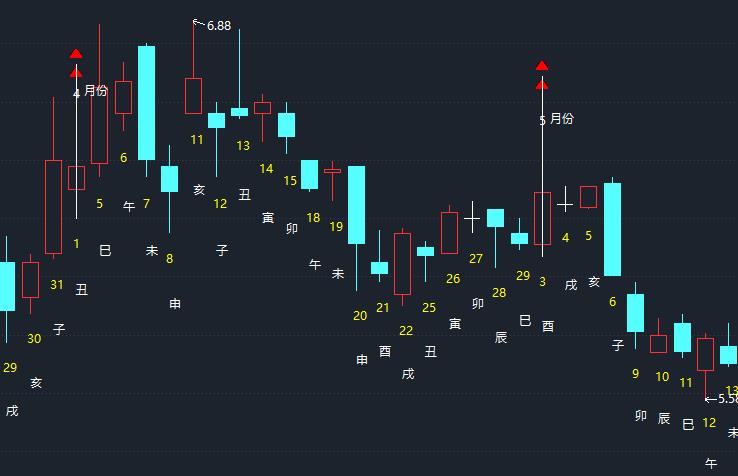 6.88
4 月份
5 月份
29
戌
30
亥
31
子
1
丑
5
巳
6
午
7
未
8
申
11
亥
12
子
13
丑
14
寅
15
卯
18
午
19
未
20
申
21
酉
22
戌
25
丑
26
寅
27
卯
28
辰
29
巳
3
酉
4
戌
5
亥
6
子
9
卯
10
辰
11
巳
12
午
13
未
5.58